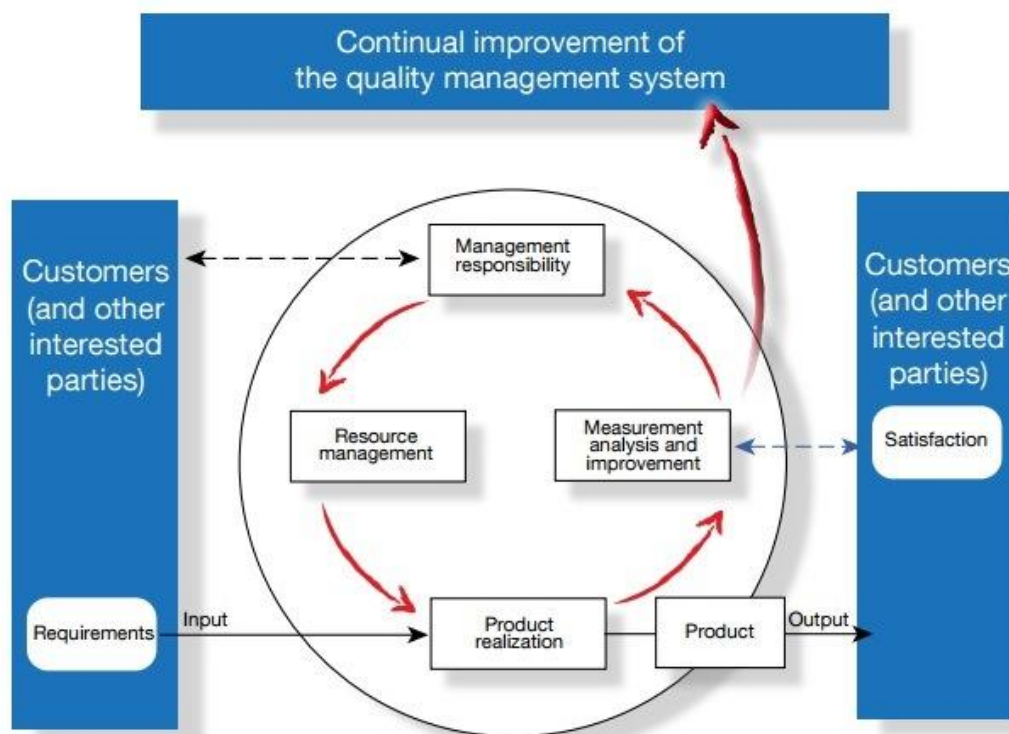 Continual improvement of
the quality management system
Customers
(and other
interested
parties)
Management
responsibility
Customers
(and other
interested
parties)
Resource
management
Measurement
analysis and
improvement
Satisfaction
Requirements
Input
Product
realization
Product
Output